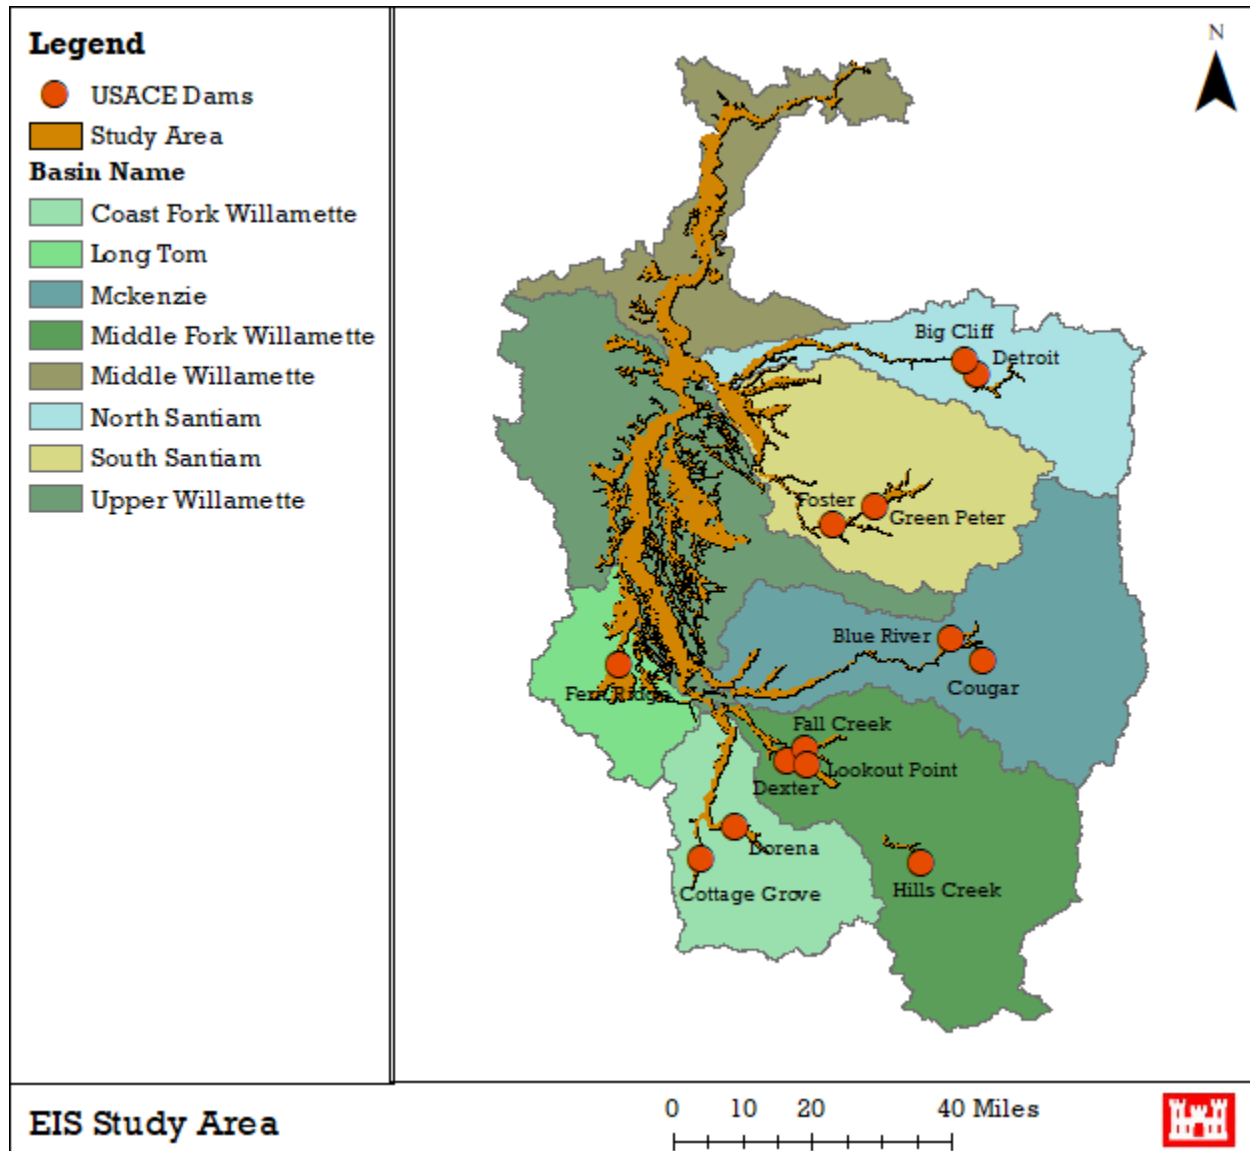 Legend
USACE Dams
Study Area
Basin Name
Coast Fork Willamette
Long Tom
Mckenzie
Middle Fork Willamette
Middle Willamette
North Santiam
South Santiam
Upper Willamette
N
Big Cliff
Detroit
Foster
Green Peter
Blue River
Cougar
Fern Ridge
Fall Creek
Lookout Point
Dexter
Dorena
Cottage Grove
Hills Creek
EIS Study Area
0 10 20 40 Miles